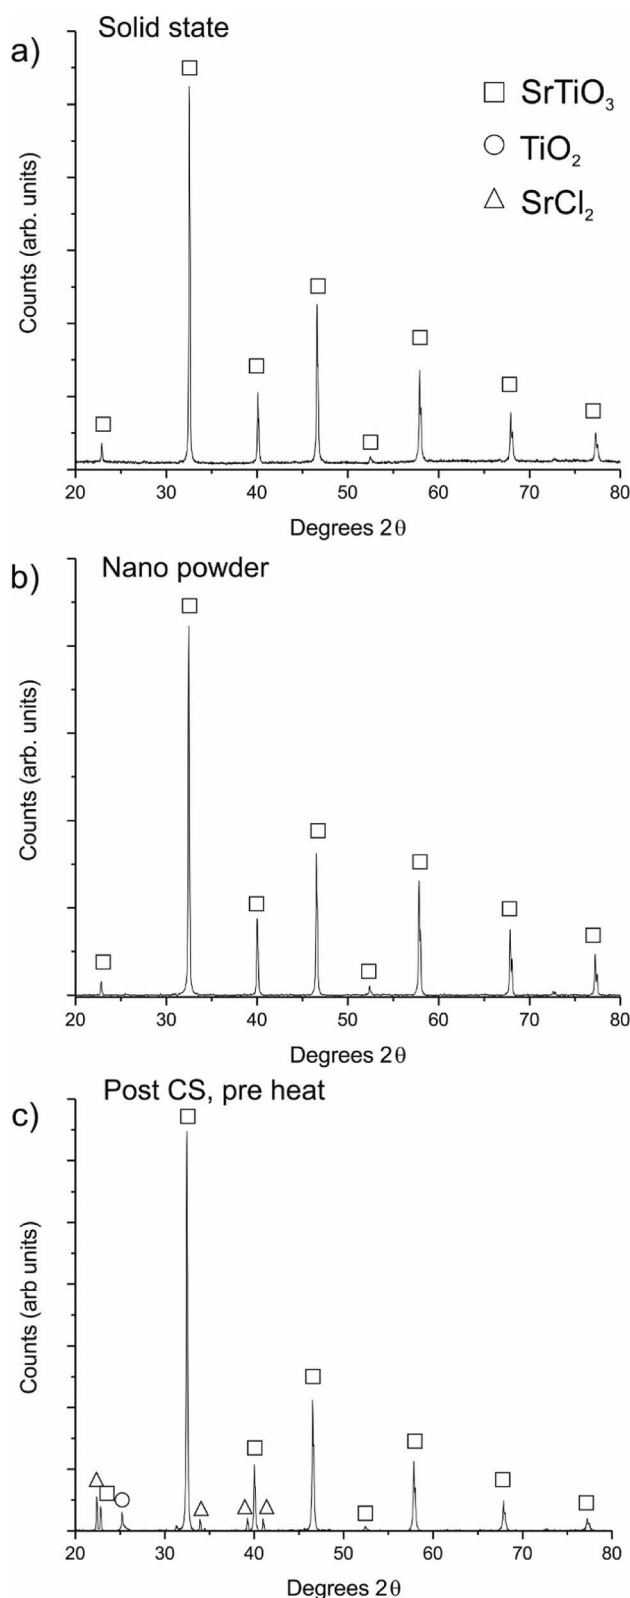 a) Solid state
□ SrTiO₃
○ TiO₂
△ SrCl₂
Counts (arb. units)
20 30 40 50 60 70 80
Degrees 2θ
b) Nano powder
Counts (arb. units)
20 30 40 50 60 70 80
Degrees 2θ
c) Post CS, pre heat
Counts (arb units)
20 30 40 50 60 70 80
Degrees 2θ